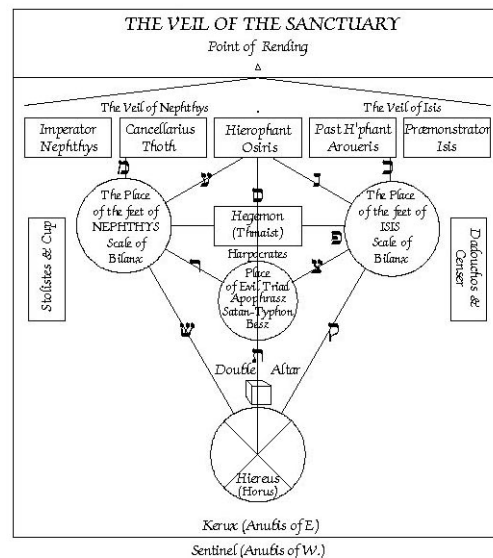 THE VEIL OF THE SANCTUARY
Point of Rending
The Veil of Nephthys
The Veil of Isis
Imperator
Nephthys
Cancellarius
Thoth
Hierophant
Osiris
Past H'phant
Aroueris
Præmonstrator
Isis
מ
ע
ס
נ
כ
The Place
of the feet of
NEPHTHYS
Scale of
Bilanx
Hegemon
(Thmaist)
פ
The Place
of the feet of
ISIS
Scale of
Bilanx
Stolistes & Cup
Dadouchos &
Censer
Harpocrates
ר
צ
Place
of Evil Triad
Apophrasz
Satan-Typhon
Besz
ש
ק
ת
Double Altar
Hiereus
(Horus)
Kerux (Anubis of E)
Sentinel (Anubis of W.)